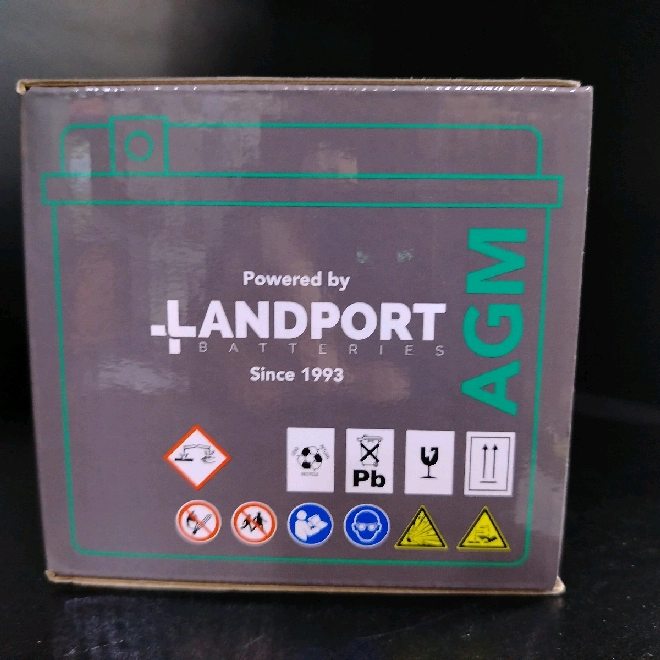 Powered by
LANDPORT
BATTERIES
Since 1993
AGM
Pb